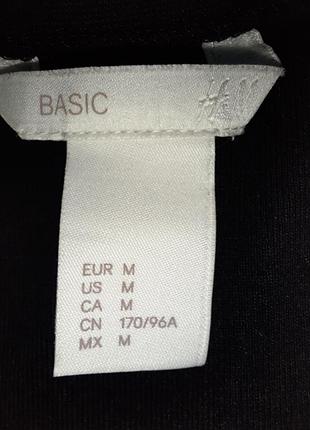 BASIC H&M
EUR M
US M
CA M
CN 170/96A
MX M